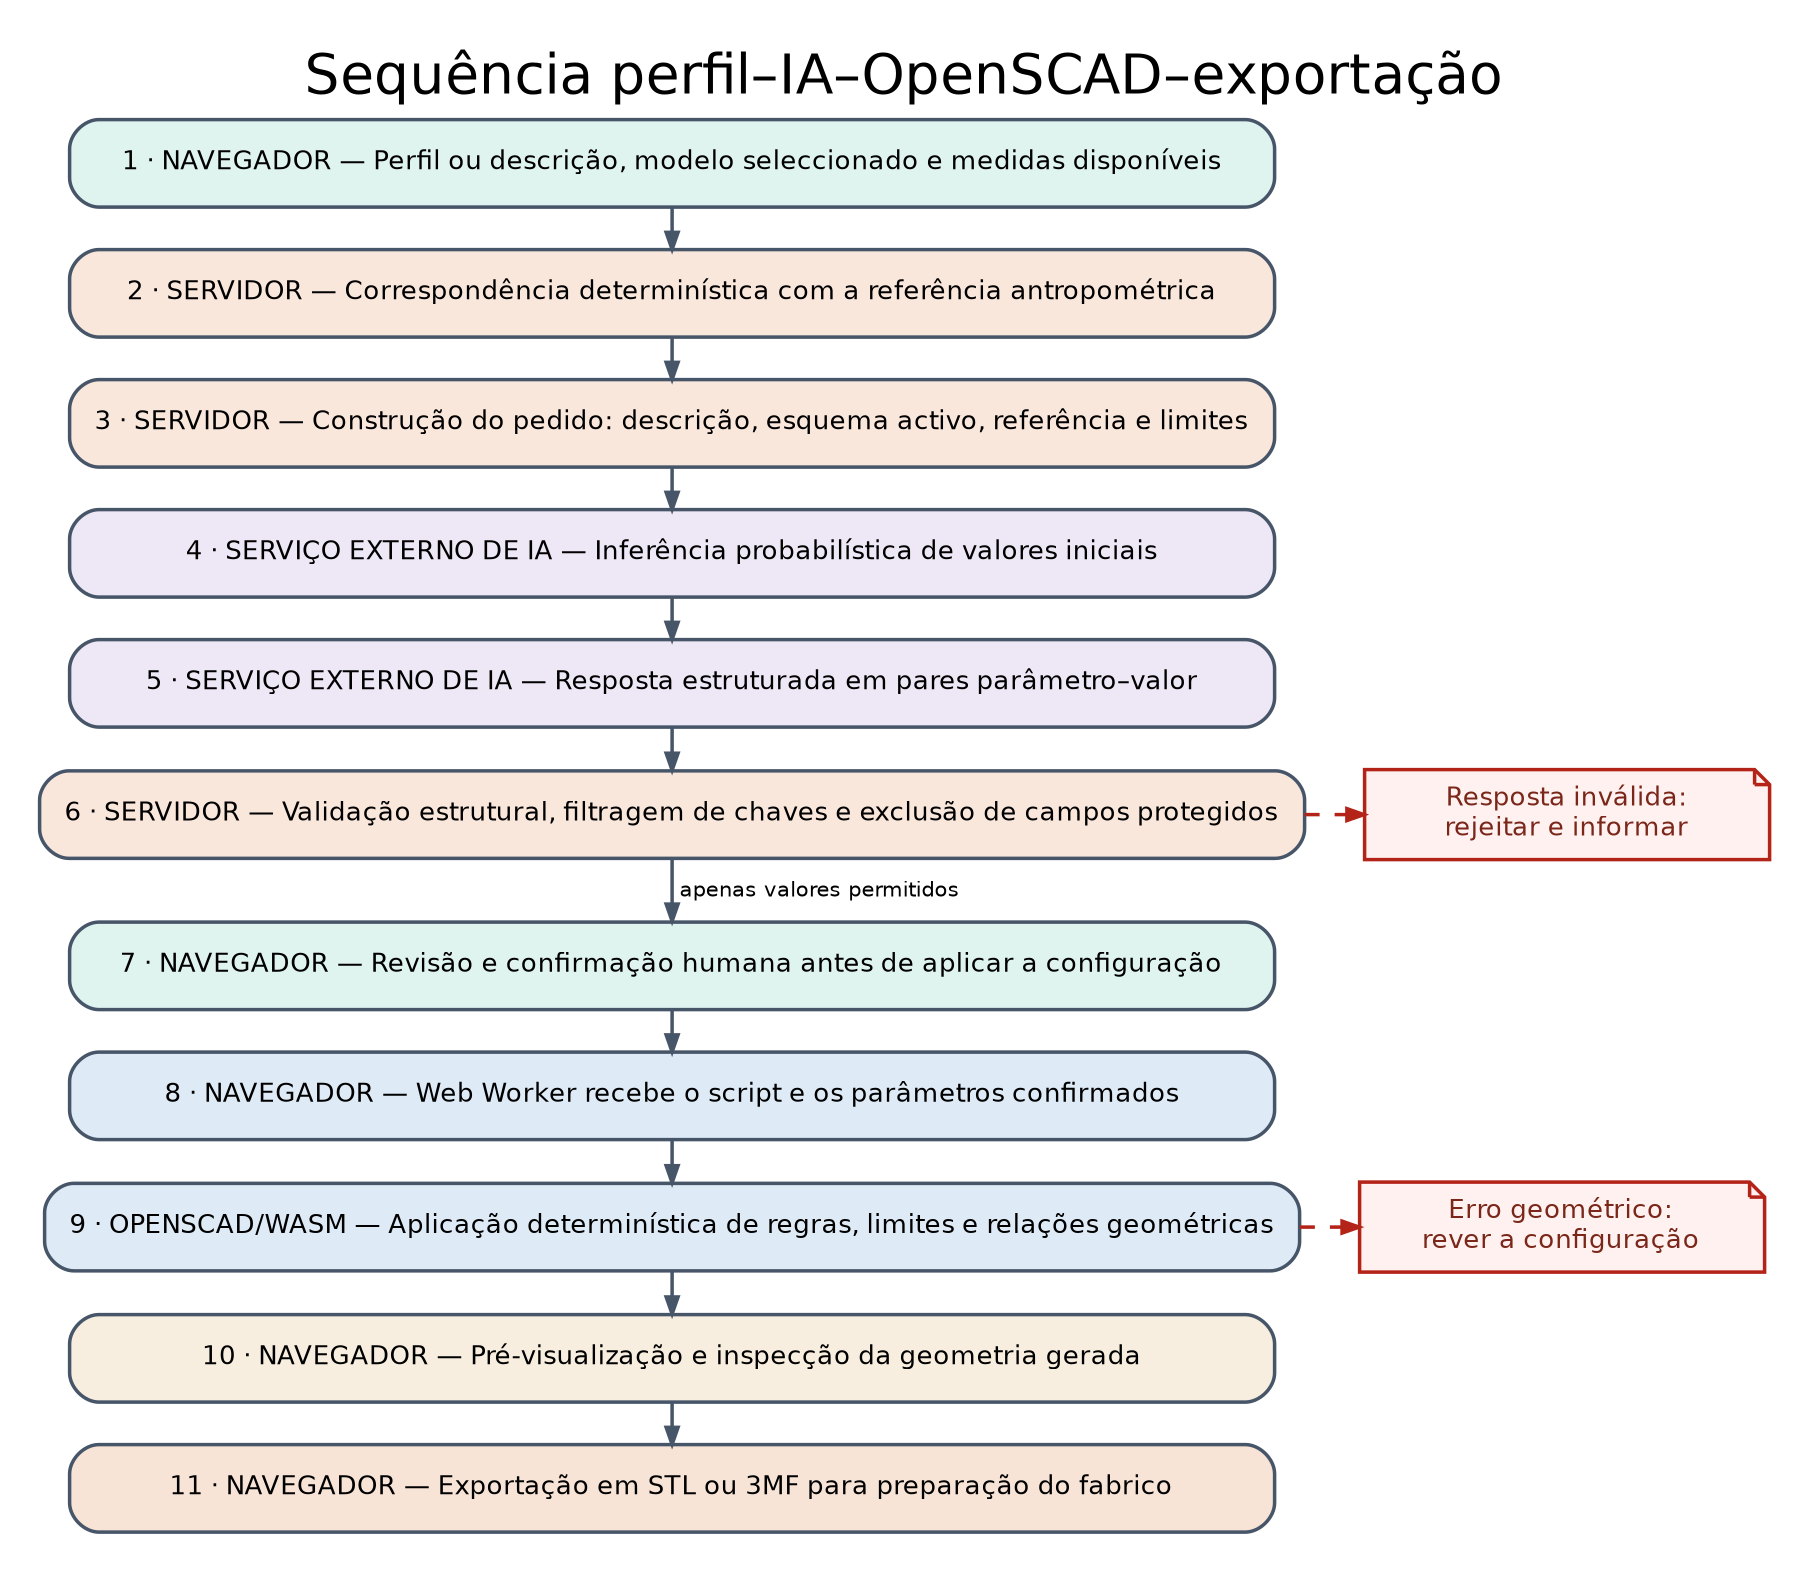 Sequência perfil–IA–OpenSCAD–exportação
1 · NAVEGADOR — Perfil ou descrição, modelo seleccionado e medidas disponíveis
2 · SERVIDOR — Correspondência determinística com a referência antropométrica
3 · SERVIDOR — Construção do pedido: descrição, esquema activo, referência e limites
4 · SERVIÇO EXTERNO DE IA — Inferência probabilística de valores iniciais
5 · SERVIÇO EXTERNO DE IA — Resposta estruturada em pares parâmetro–valor
6 · SERVIDOR — Validação estrutural, filtragem de chaves e exclusão de campos protegidos
Resposta inválida:
rejeitar e informar
apenas valores permitidos
7 · NAVEGADOR — Revisão e confirmação humana antes de aplicar a configuração
8 · NAVEGADOR — Web Worker recebe o script e os parâmetros confirmados
9 · OPENSCAD/WASM — Aplicação determinística de regras, limites e relações geométricas
Erro geométrico:
rever a configuração
10 · NAVEGADOR — Pré-visualização e inspecção da geometria gerada
11 · NAVEGADOR — Exportação em STL ou 3MF para preparação do fabrico